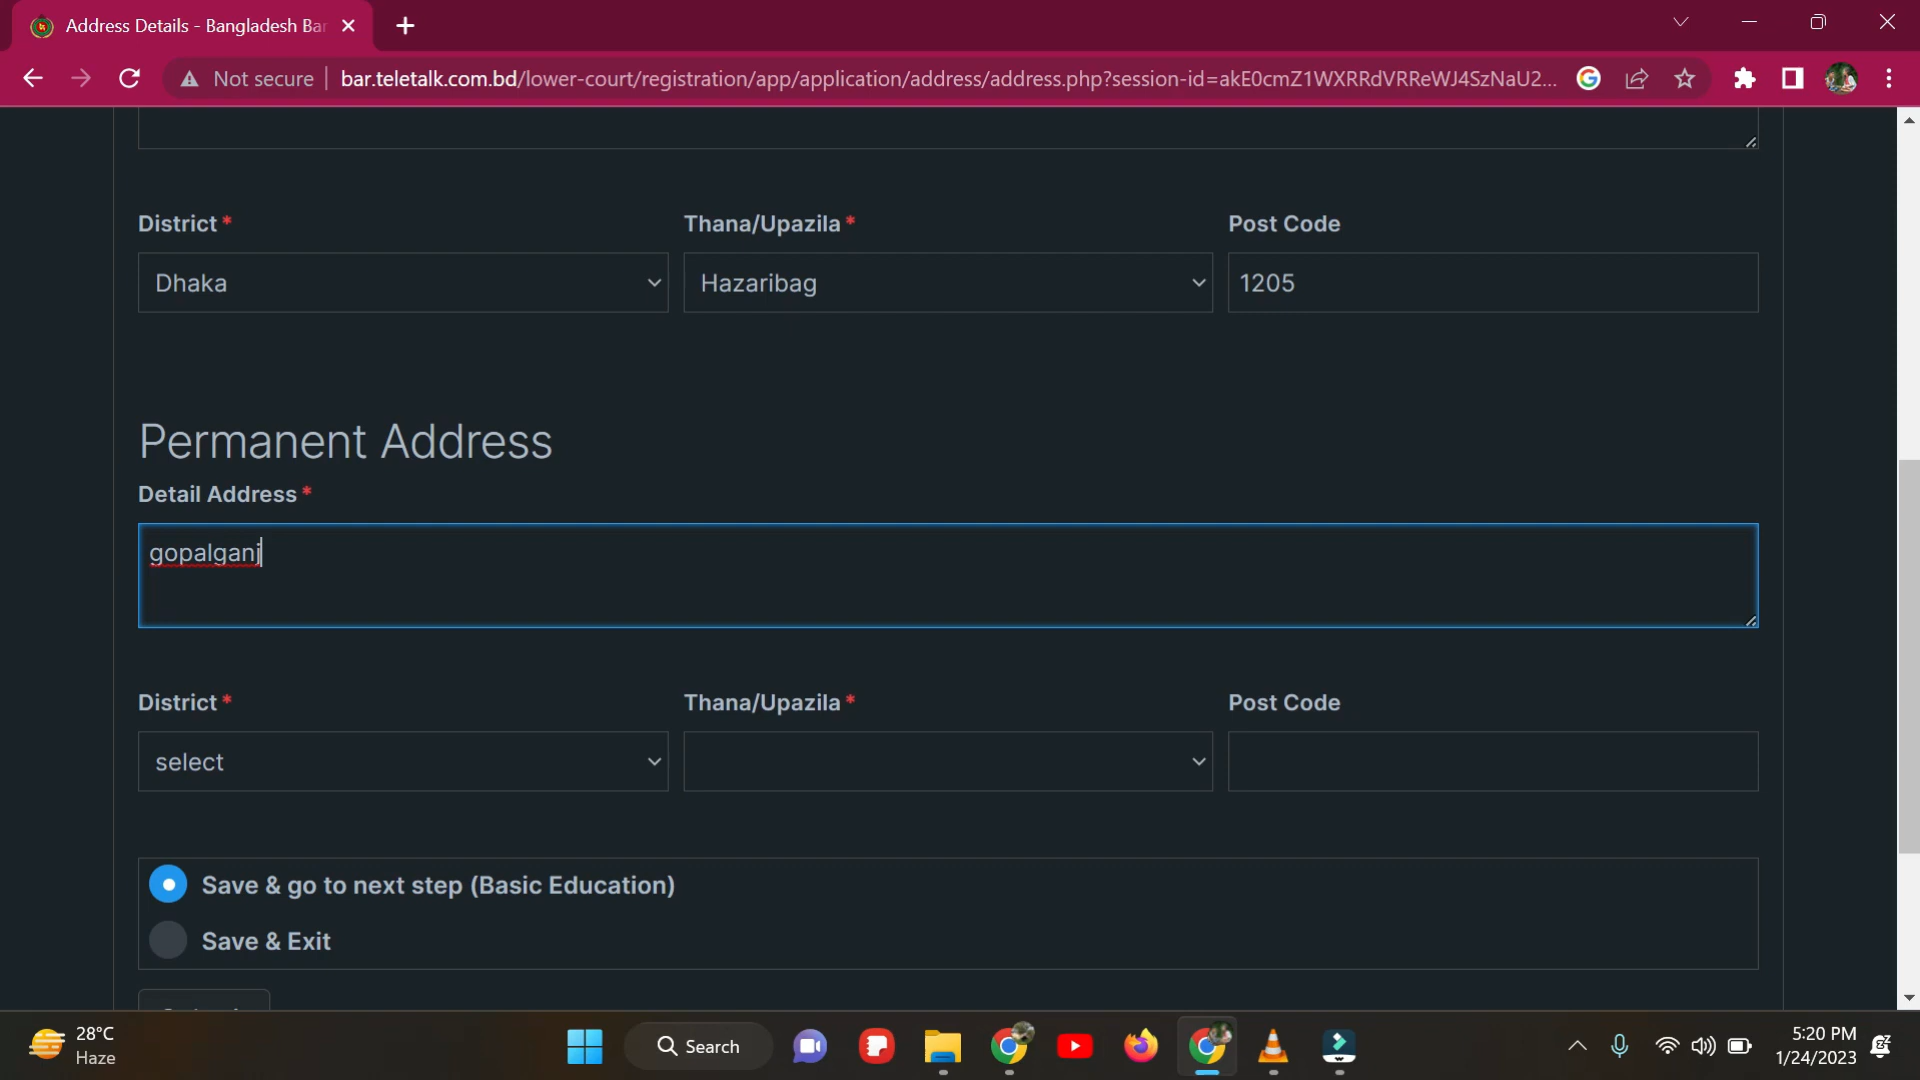 Address Details - Bangladesh Bar
Not secure
bar.teletalk.com.bd/lower-court/registration/app/application/address/address.php?session-id=akE0cmZ1WXRRdVRReWJ4SzNaU2...
District * Thana/Upazila * Post Code
Dhaka Hazaribag 1205
Permanent Address
Detail Address *
gopalganj
District * Thana/Upazila * Post Code
select
Save & go to next step (Basic Education)
Save & Exit
28°C
Haze
Search
5:20 PM
1/24/2023